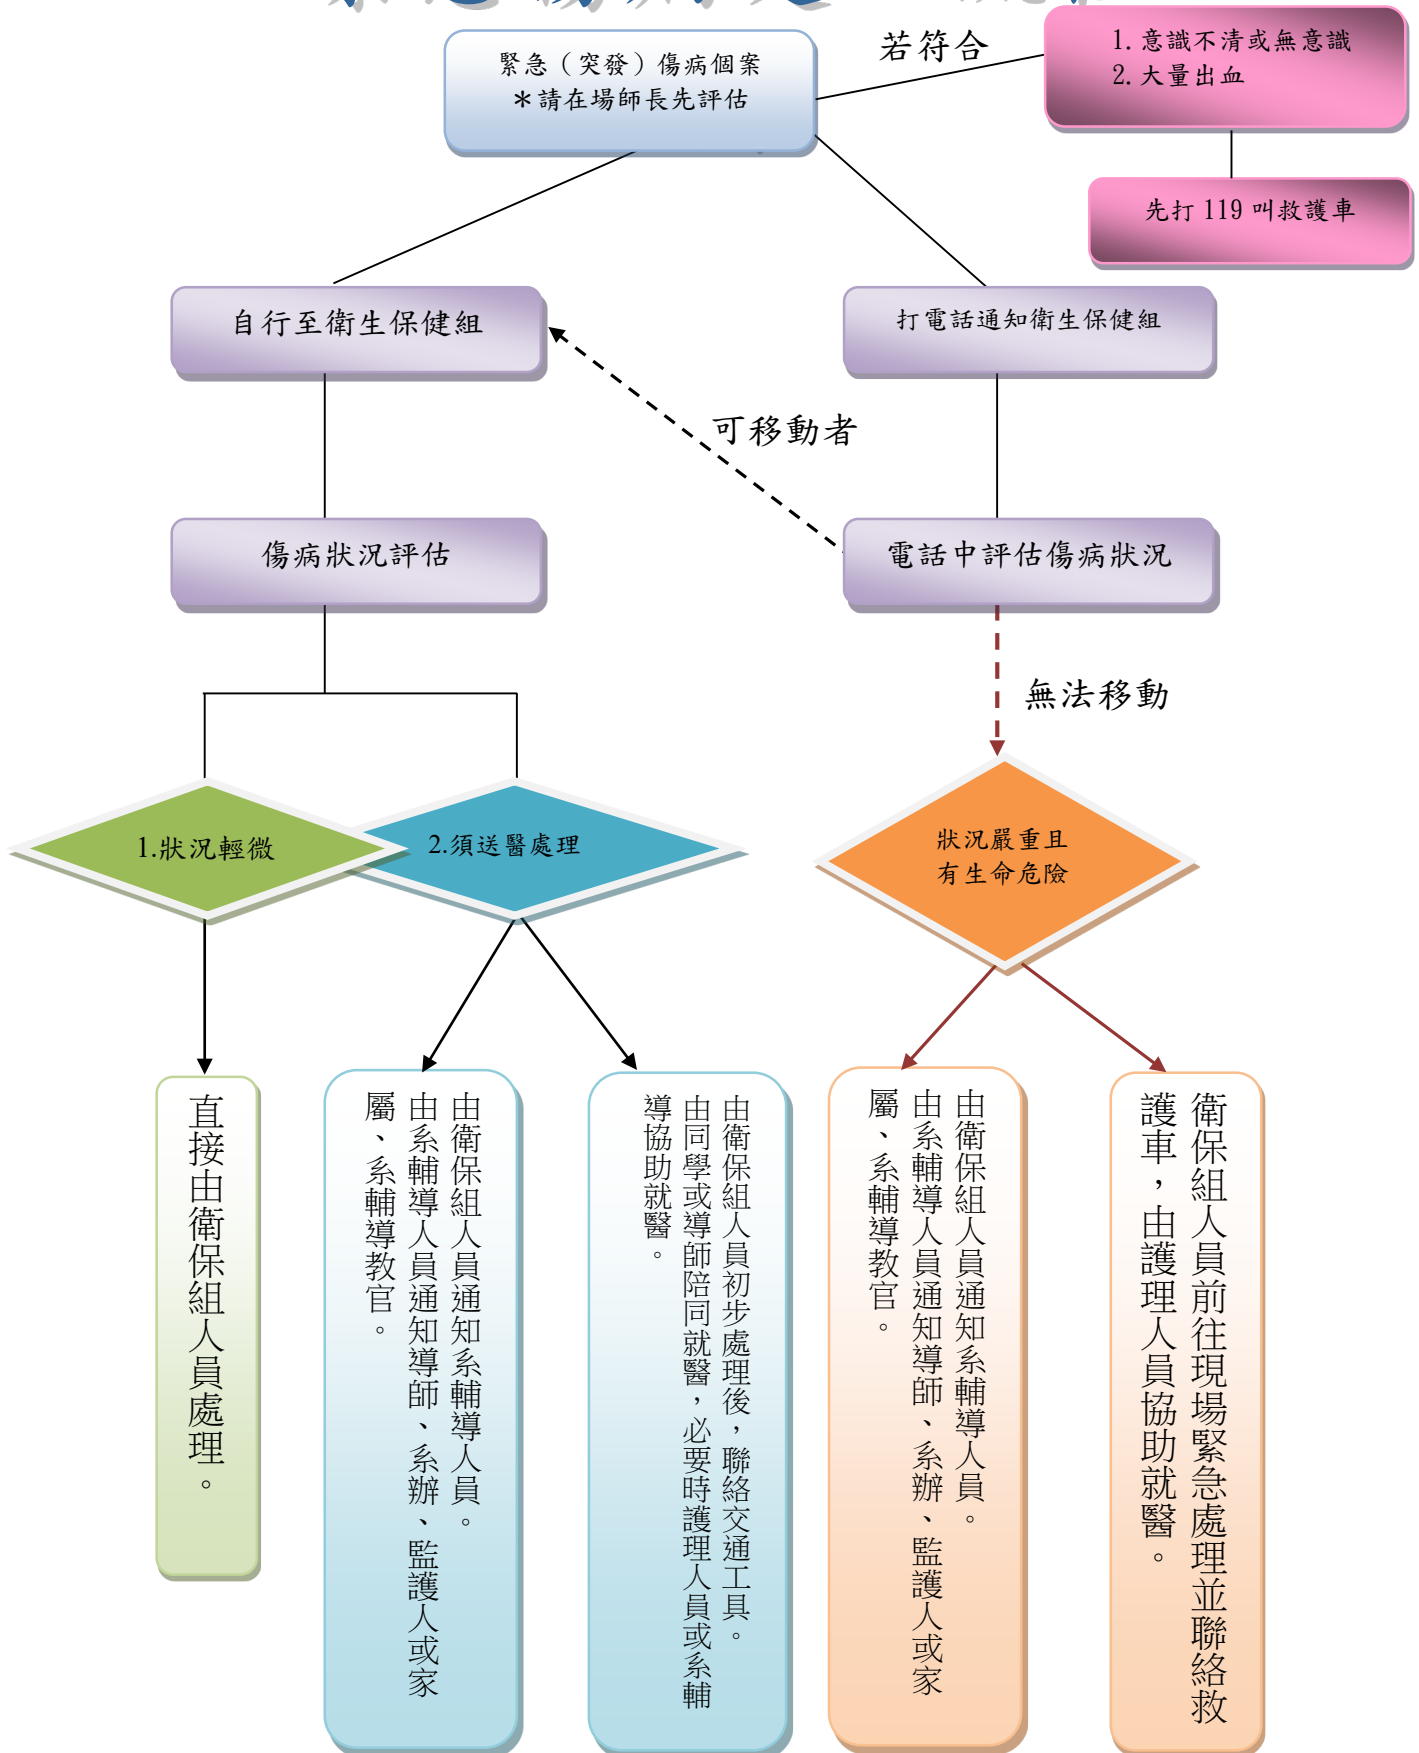 緊急（突發）傷病個案
＊請在場師長先評估
若符合
1. 意識不清或無意識
2. 大量出血
先打 119 叫救護車
自行至衛生保健組
打電話通知衛生保健組
可移動者
傷病狀況評估
電話中評估傷病狀況
無法移動
1.狀況輕微
2.須送醫處理
狀況嚴重且
有生命危險
直接由衛保組人員處理。
由衛保組人員通知系輔導人員。
由系輔導人員通知導師、系辦、監護人或家
屬、系輔導教官。
由衛保組人員初步處理後，聯絡交通工具。
由同學或導師陪同就醫，必要時護理人員或系輔
導協助就醫。
由衛保組人員通知系輔導人員。
由系輔導人員通知導師、系辦、監護人或家
屬、系輔導教官。
衛保組人員前往現場緊急處理並聯絡救
護車，由護理人員協助就醫。